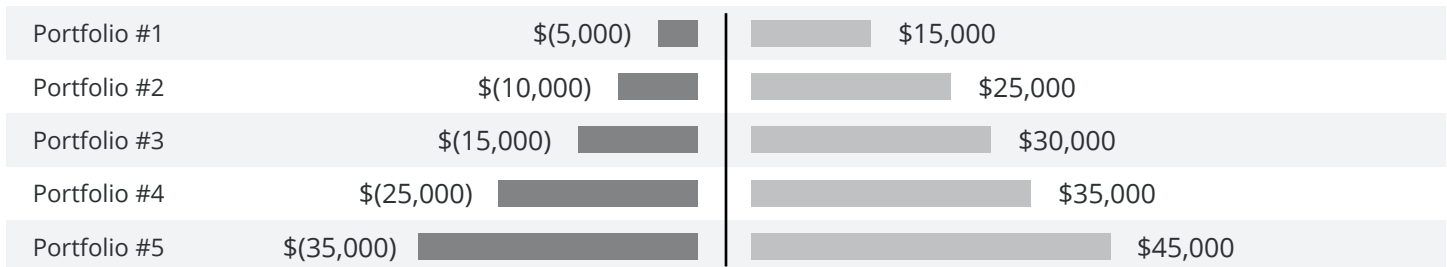 Portfolio #1 $(5,000) $15,000
Portfolio #2 $(10,000) $25,000
Portfolio #3 $(15,000) $30,000
Portfolio #4 $(25,000) $35,000
Portfolio #5 $(35,000) $45,000